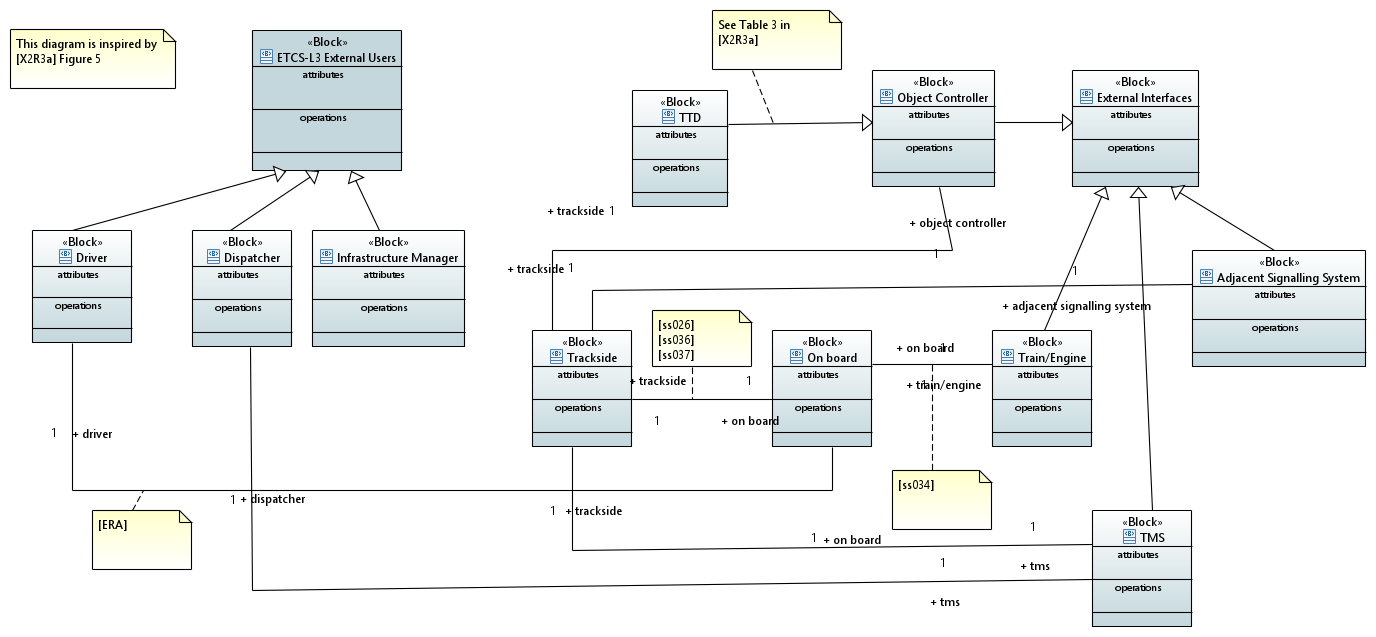 This diagram is inspired by
[X2R3a] Figure 5
«Block»
ETCS-L3 External Users
attributes
operations
See Table 3 in
[X2R3a]
«Block»
TTD
attributes
operations
«Block»
Object Controller
attributes
operations
«Block»
External Interfaces
attributes
operations
+ trackside 1
+ object controller
1
+ trackside 1
1
+ adjacent signalling system
«Block»
Driver
attributes
operations
«Block»
Dispatcher
attributes
operations
«Block»
Infrastructure Manager
attributes
operations
«Block»
Adjacent Signalling System
attributes
operations
[ss026]
[ss036]
[ss037]
«Block»
Trackside
attributes
operations
«Block»
On board
attributes
operations
«Block»
Train/Engine
attributes
operations
+ on board
1
+ train/engine
1
+ trackside
1
1
+ on board
1 + driver
[ss034]
1 + dispatcher
[ERA]
1 + trackside
1 + on board
1
«Block»
TMS
attributes
operations
1
+ tms
+ tms